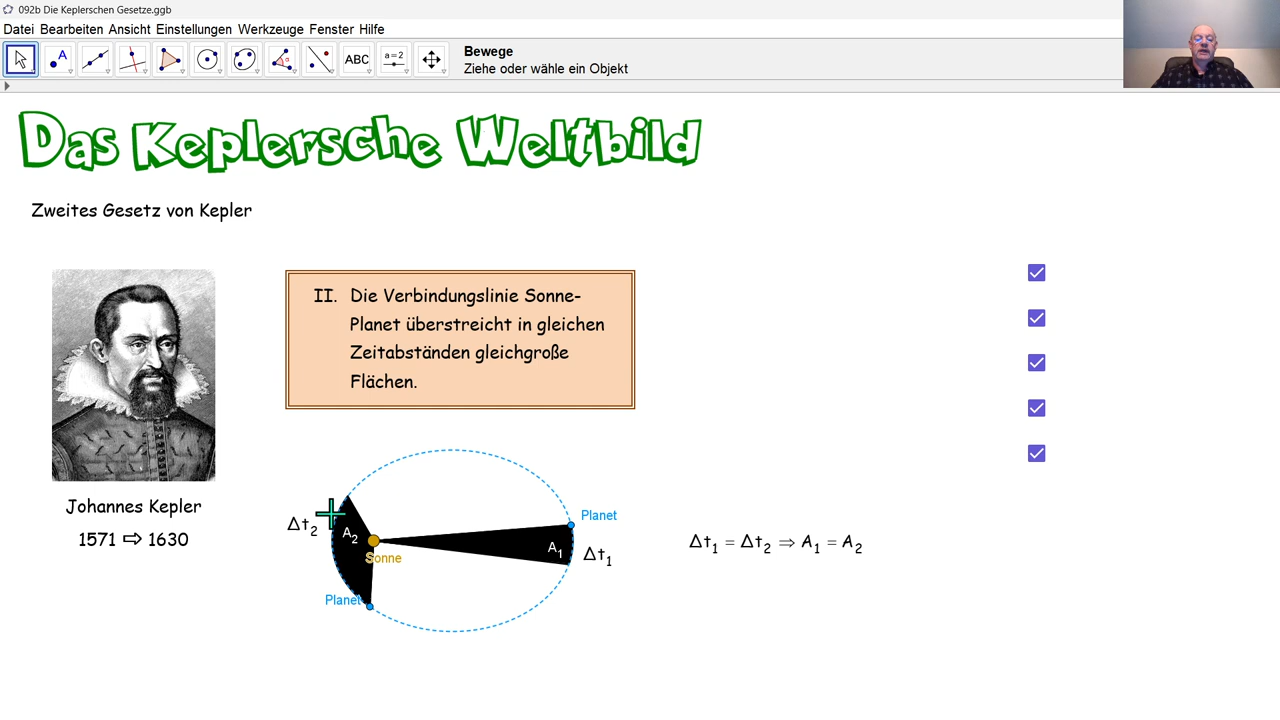 092b Die Keplerschen Gesetze.ggb
Datei Bearbeiten Ansicht Einstellungen Werkzeuge Fenster Hilfe
A
ABC
a=2
Bewege
Ziehe oder wähle ein Objekt
Das Keplersche Weltbild
Zweites Gesetz von Kepler
II. Die Verbindungslinie Sonne-
Planet überstreicht in gleichen
Zeitabständen gleichgroße
Flächen.
Johannes Kepler
1571 ⇨ 1630
Planet
Δt₂
A₂
Sonne
A₁
Δt₁
Planet
Δt₁ = Δt₂ ⇒ A₁ = A₂